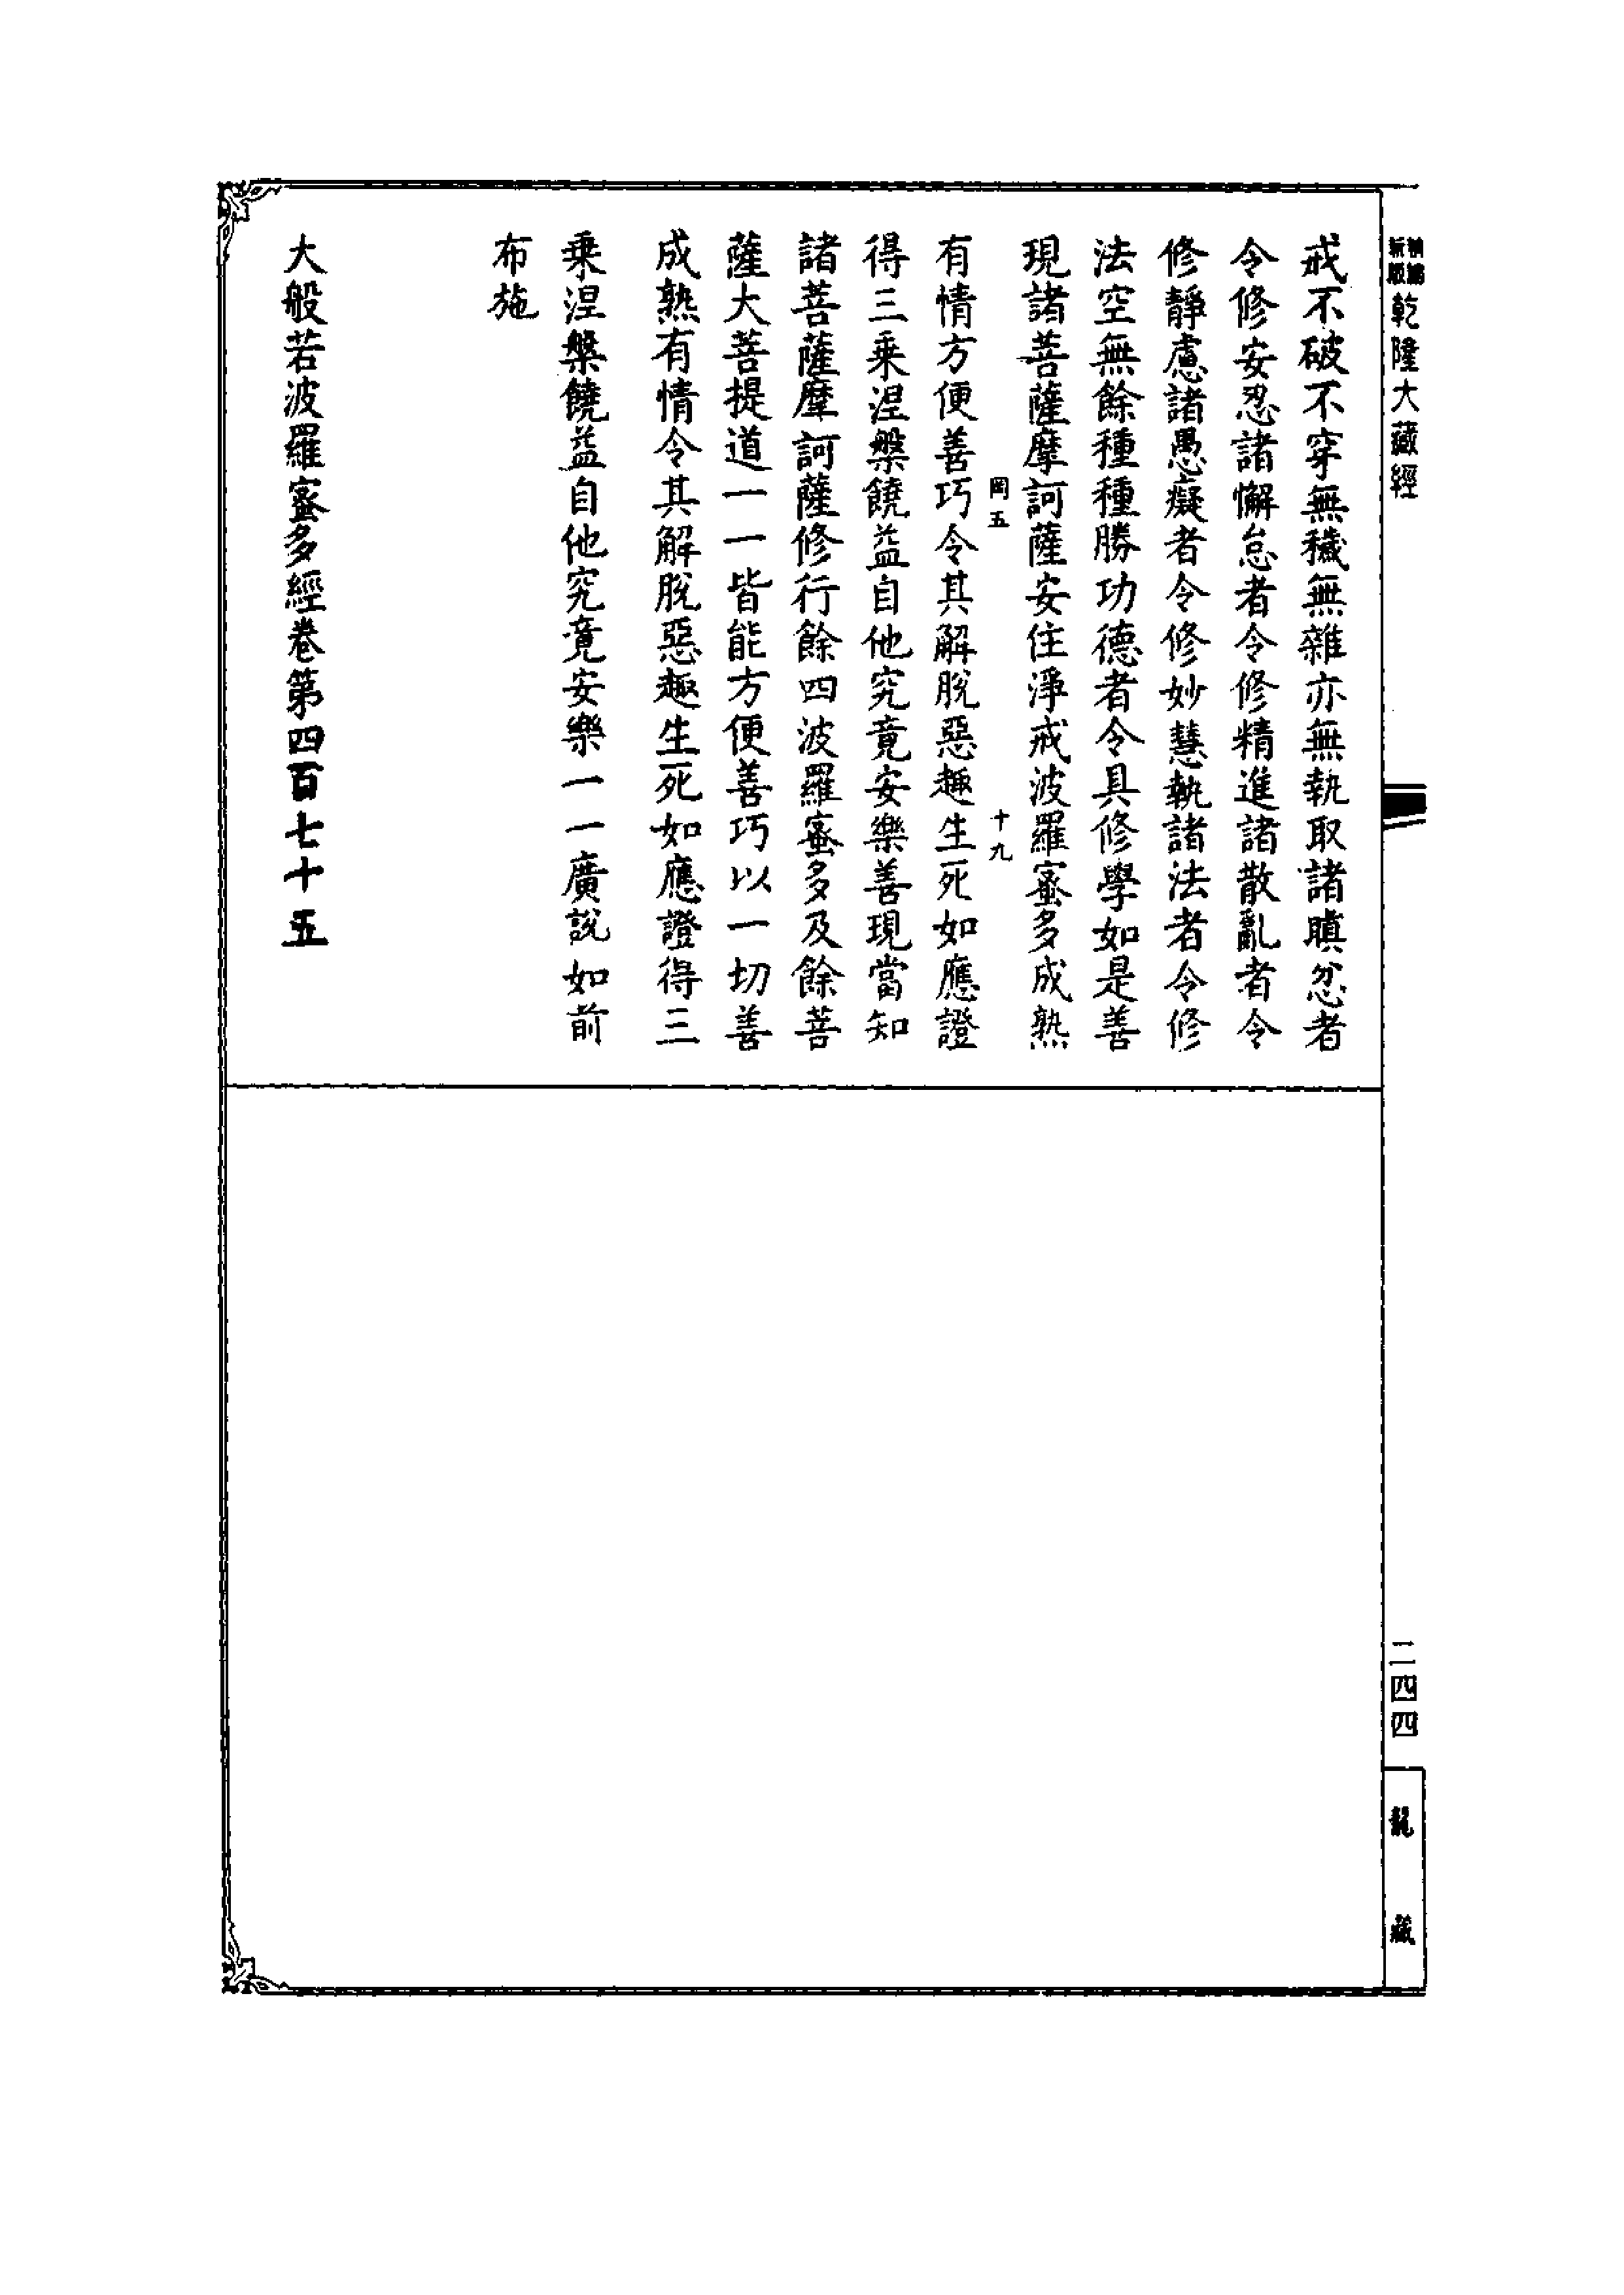 新版
乾隆大藏經
戒不破不穿無穢無雜亦無執取諸瞋忿者
令修安忍諸懈怠者令修精進諸散亂者令
修靜慮諸愚癡者令修妙慧執諸法者令修
法空無餘種種勝功德者令具修學如是善
現諸菩薩摩訶薩安住淨戒波羅蜜多成熟
岡五
十九
有情方便善巧令其解脫惡趣生死如應證
得三乘涅槃饒益自他究竟安樂善現當知
諸菩薩摩訶薩修行餘四波羅蜜多及餘菩
薩大菩提道一一皆能方便善巧以一切善
成熟有情令其解脫惡趣生死如應證得三
乘涅槃饒益自他究竟安樂一一廣說如前
布施
大般若波羅蜜多經卷第四百七十五
二四四
龍藏